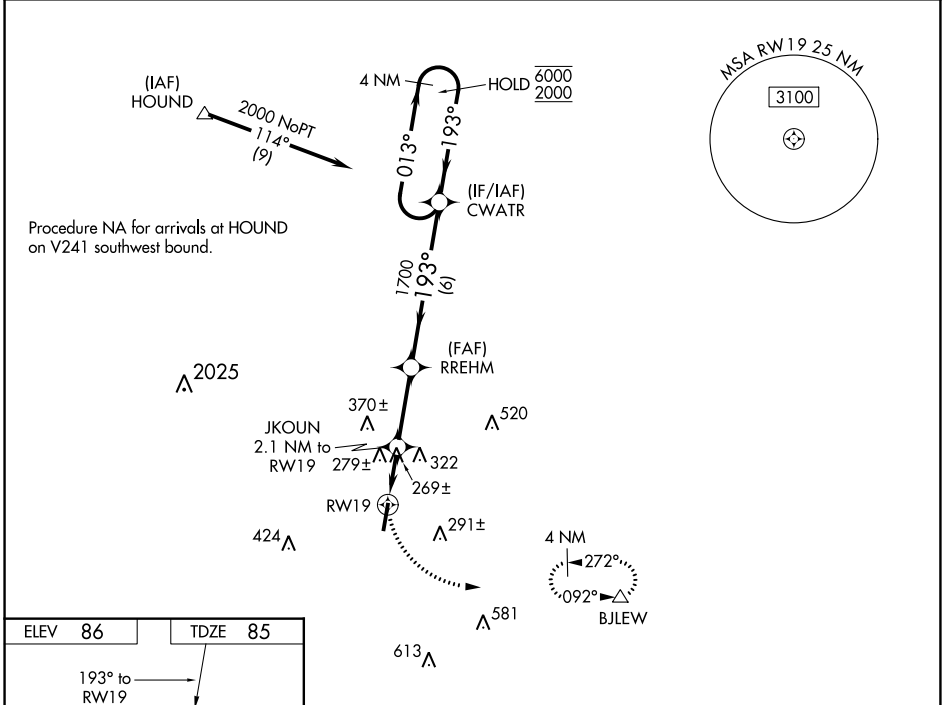 (IAF)
HOUND
2000 NoPT
114°
(9)
4 NM
HOLD 6000
2000
013°
193°
MSA RW19 25 NM
3100
(IF/IAF)
CWATR
Procedure NA for arrivals at HOUND
on V241 southwest bound.
1700
193°
(6)
(FAF)
RREHM
2025
370±
520
JKOUN
2.1 NM to
RW19
279±
322
269±
RW19
291±
424
4 NM
272°
092°
BJLEW
581
613
ELEV 86
TDZE 85
193° to
RW19